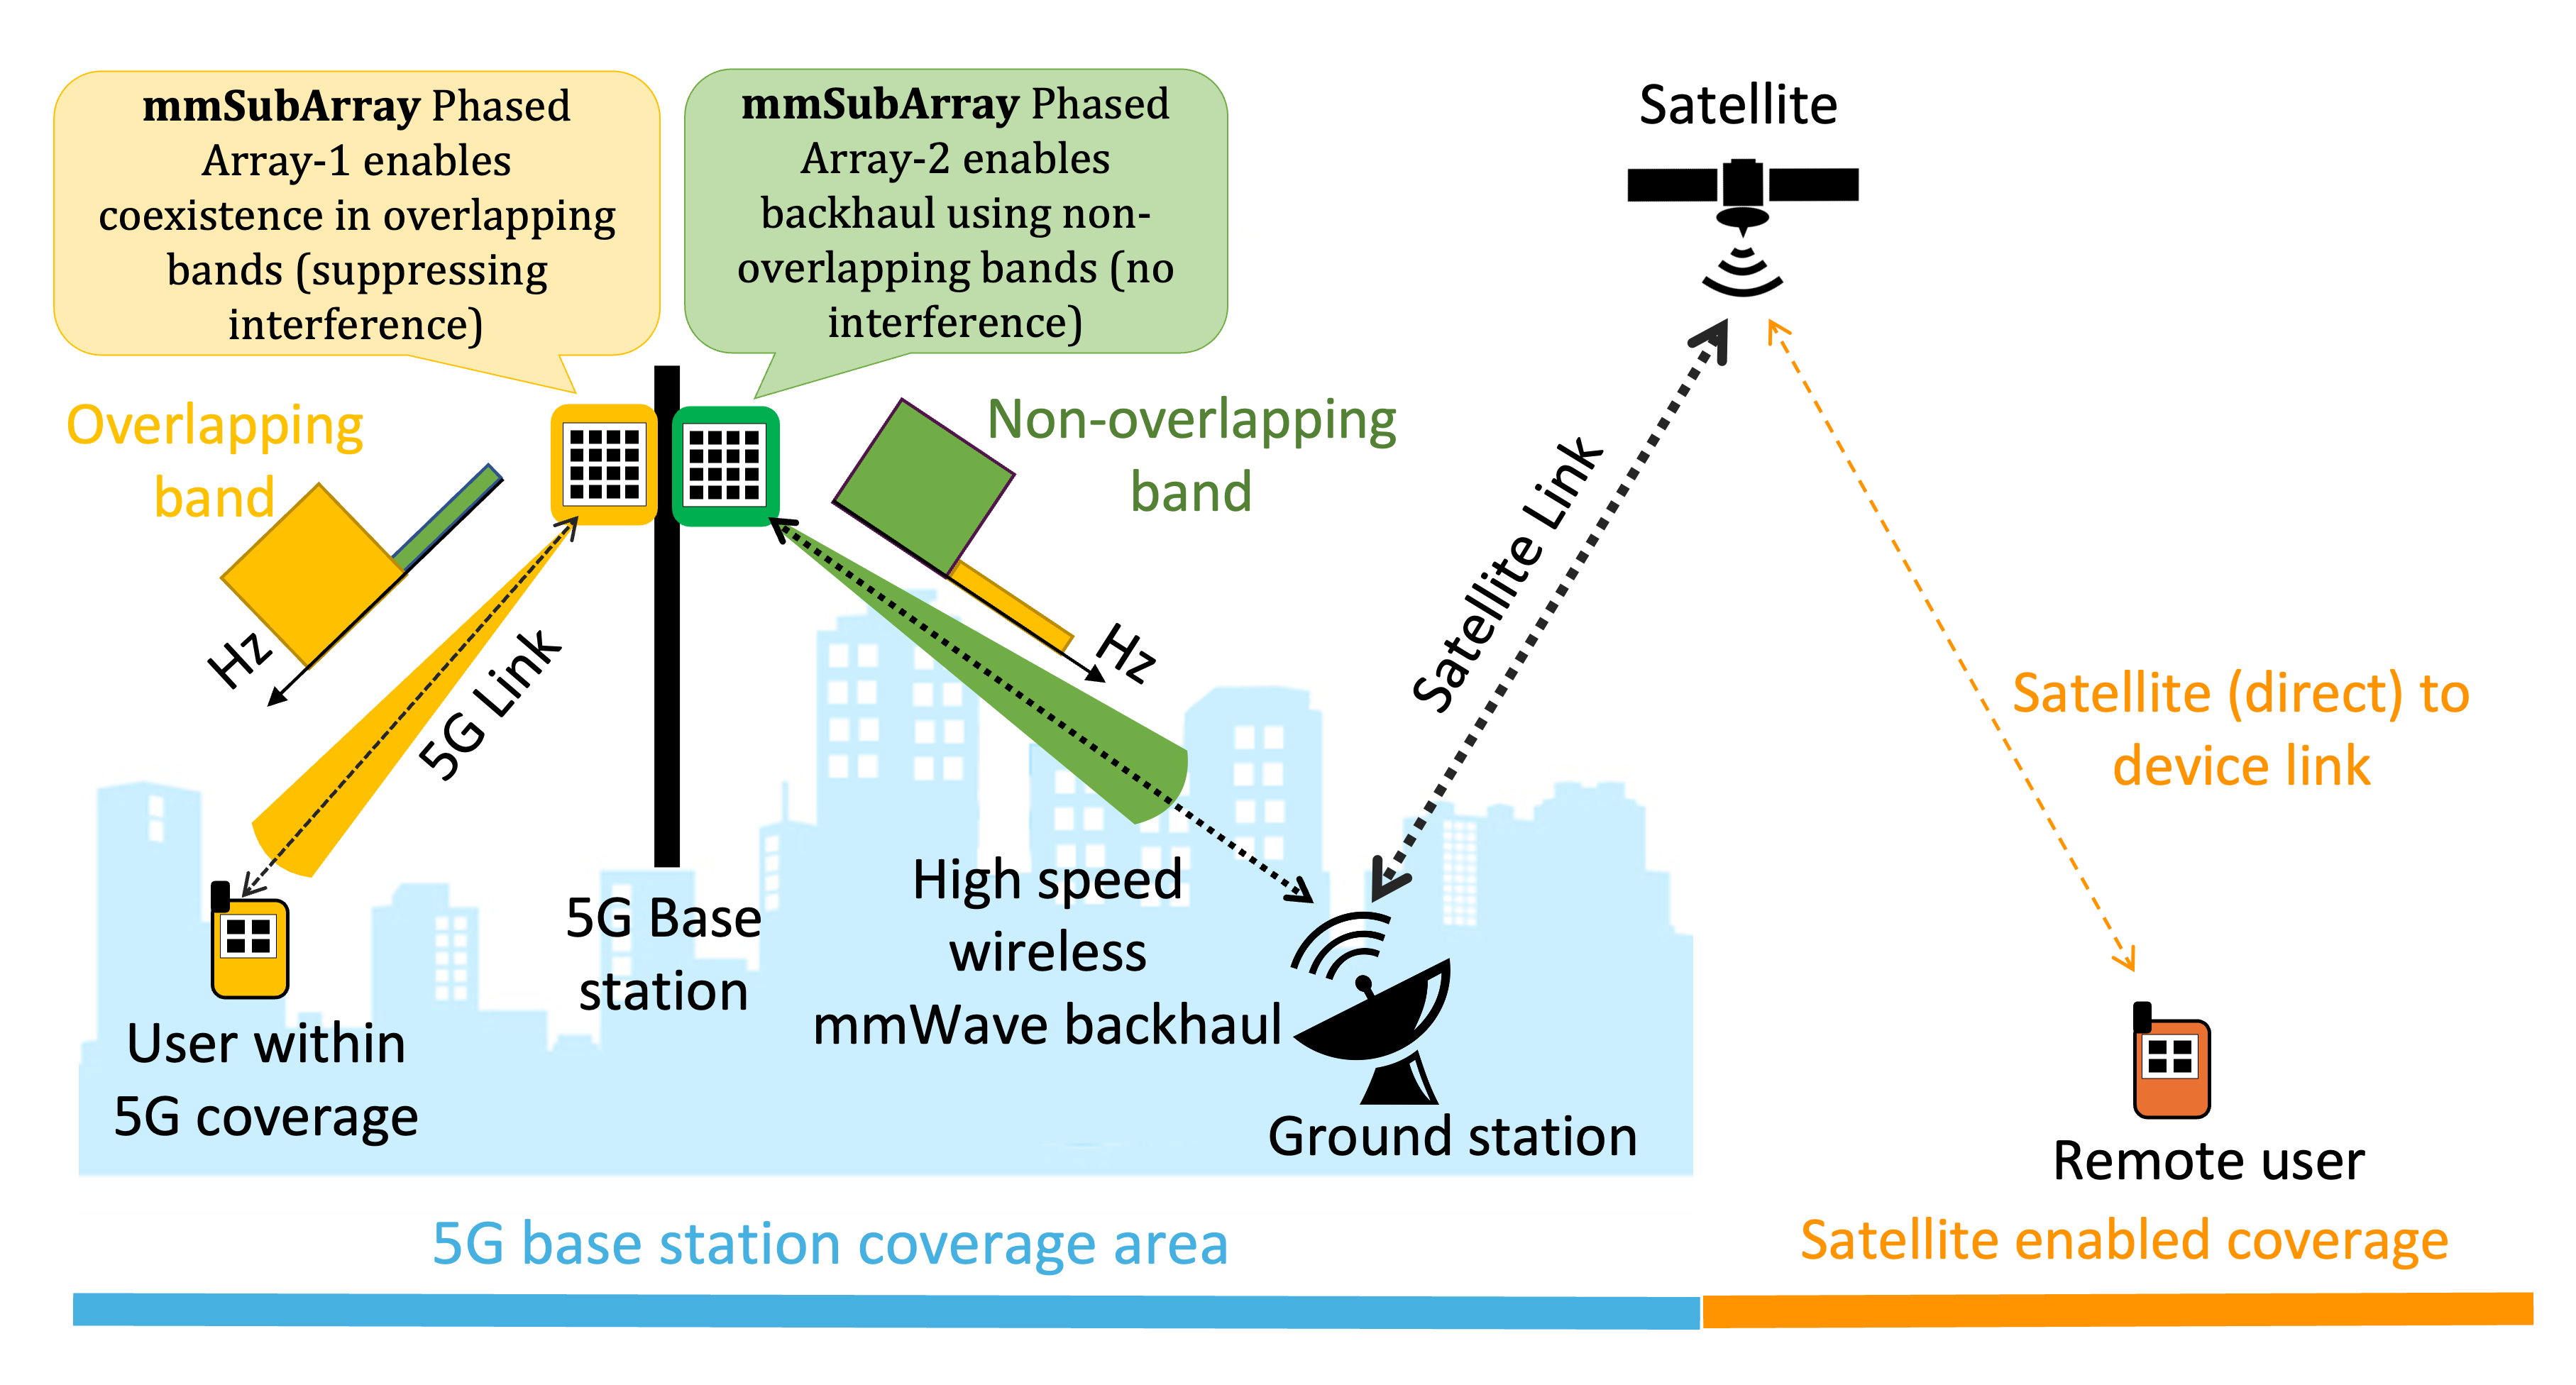 mmSubArray Phased
Array-1 enables
coexistence in overlapping
bands (suppressing
interference)
mmSubArray Phased
Array-2 enables
backhaul using non-
overlapping bands (no
interference)
Satellite
Overlapping
band
Non-overlapping
band
Hz
5G Link
Hz
Satellite Link
Satellite (direct) to
device link
High speed
wireless
mmWave backhaul
5G Base
station
User within
5G coverage
Ground station
Remote user
5G base station coverage area
Satellite enabled coverage